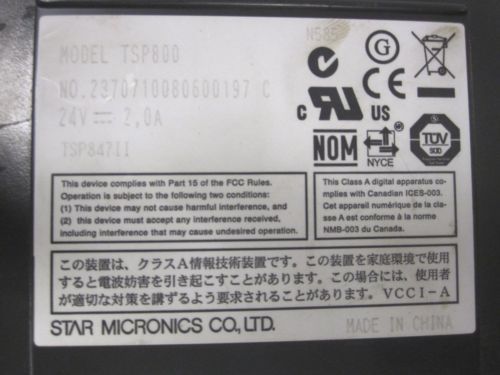 N585
MODEL TSP800
NO.2370710080600197 C
24V ⎓ 2,0A
TSP847II
G
CE
C UR US
NOM
NYCE
TÜV
SÜD
This device complies with Part 15 of the FCC Rules.
Operation is subject to the following two conditions:
(1) This device may not cause harmful interference, and
(2) this device must accept any interference received,
including interference that may cause undesired operation.
This Class A digital apparatus co-
mplies with Canadian ICES-003.
Cet appareil numérique de la cl-
asse A est conforme à la norme
NMB-003 du Canada.
この装置は、クラスA情報技術装置です。この装置を家庭環境で使用
すると電波妨害を引き起こすことがあります。この場合には、使用者
が適切な対策を講ずるよう要求されることがあります。VCCI-A
STAR MICRONICS CO., LTD.
MADE IN CHINA